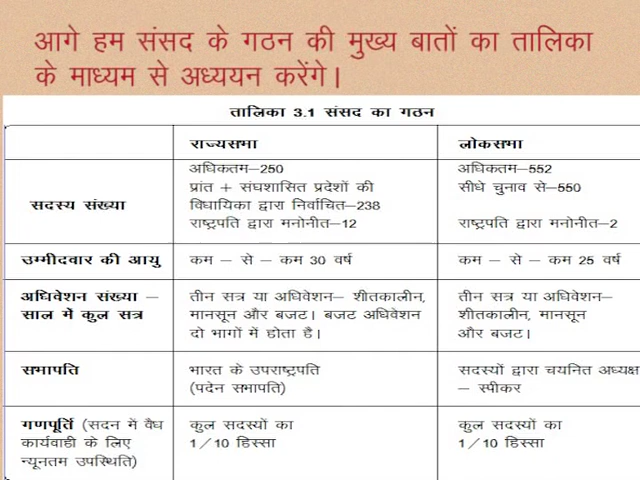 आगे हम संसद के गठन की मुख्य बातों का तालिका
के माध्यम से अध्ययन करेंगे।
तालिका 3.1 संसद का गठन
राज्यसभा
लोकसभा
सदस्य संख्या
अधिकतम–250
प्रांत + संघशासित प्रदेशों की
विधायिका द्वारा निर्वाचित–238
राष्ट्रपति द्वारा मनोनीत–12
अधिकतम–552
सीधे चुनाव से–550
राष्ट्रपति द्वारा मनोनीत–2
उम्मीदवार की आयु
कम – से – कम 30 वर्ष
कम – से – कम 25 वर्ष
अधिवेशन संख्या –
साल में कुल सत्र
तीन सत्र या अधिवेशन– शीतकालीन,
मानसून और बजट। बजट अधिवेशन
दो भागों में होता है।
तीन सत्र या अधिवेशन–
शीतकालीन, मानसून
और बजट।
सभापति
भारत के उपराष्ट्रपति
(पदेन सभापति)
सदस्यों द्वारा चयनित अध्यक्ष
– स्पीकर
गणपूर्ति (सदन में वैध
कार्यवाही के लिए
न्यूनतम उपस्थिति)
कुल सदस्यों का
1/10 हिस्सा
कुल सदस्यों का
1/10 हिस्सा